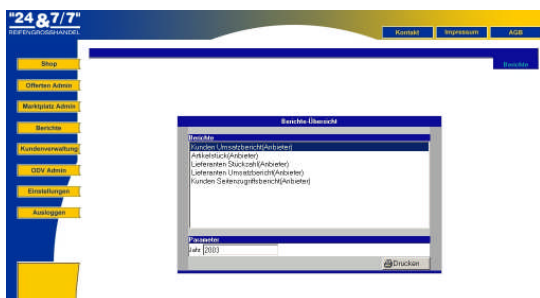 "24 & 7/7"
REIFENGROSSHANDEL
Kontakt
Impressum
AGB
Berichte
Shop
Offerten Admin
Marktplatz Admin
Berichte
Kundenverwaltung
ODV Admin
Einstellungen
Ausloggen
Berichte-Übersicht
Berichte
Kunden Umsatzbericht(Anbieter)
Artikelstück(Anbieter)
Lieferanten Stückzahl(Anbieter)
Lieferanten Umsatzbericht(Anbieter)
Kunden Seitenzugriffsbericht(Anbieter)
Parameter
Jahr 2003
Drucken